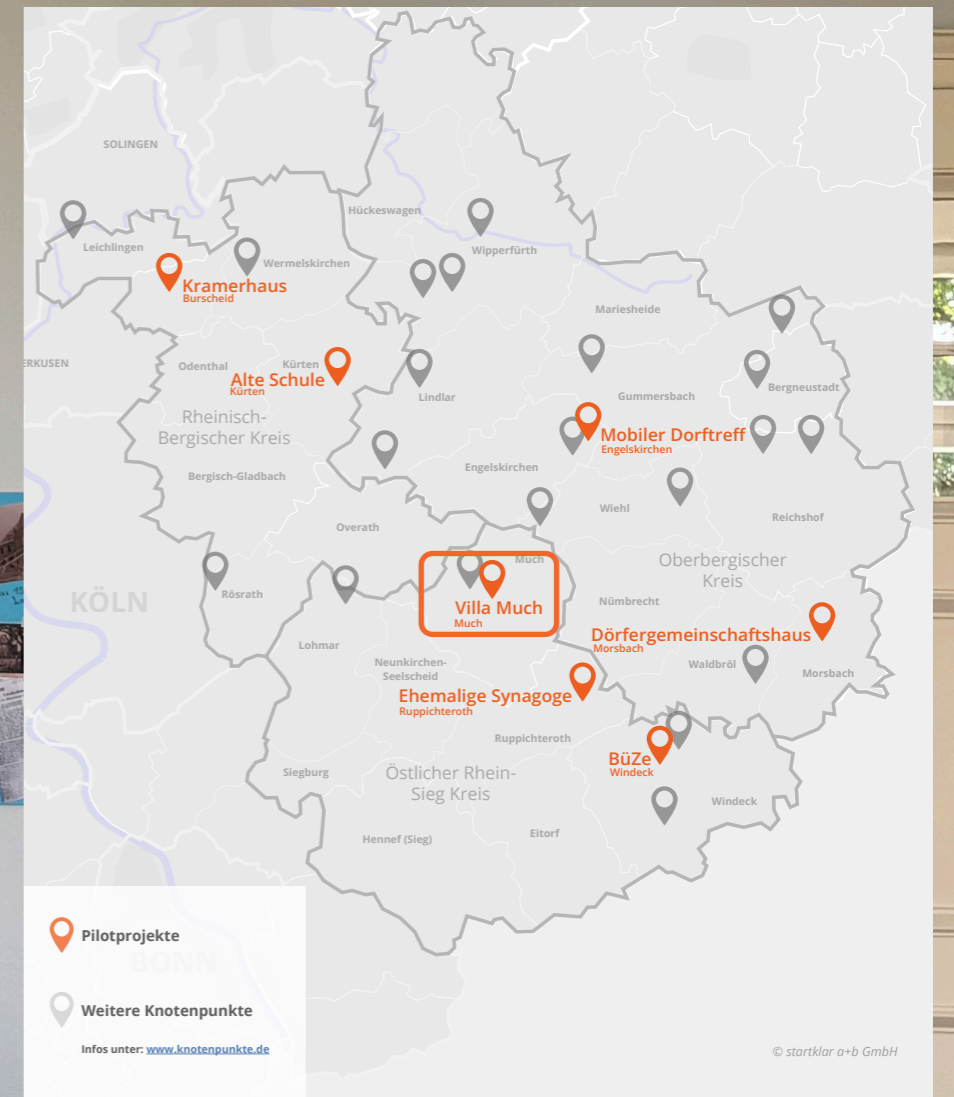 SOLINGEN
Hückeswagen
Leichlingen
Wipperfürth
Wermelskirchen
Kramerhaus
Burscheid
Marienheide
ERKUSEN
Odenthal
Kürten
Alte Schule
Kürten
Lindlar
Gummersbach
Bergneustadt
Rheinisch-
Bergischer Kreis
Mobiler Dorftreff
Engelskirchen
Engelskirchen
Bergisch-Gladbach
Wiehl
Reichshof
Overath
Much
Oberbergischer
Kreis
Rösrath
KÖLN
Villa Much
Much
Nümbrecht
Dörfergemeinschaftshaus
Morsbach
Lohmar
Neunkirchen-
Seelscheid
Waldbröl
Morsbach
Ehemalige Synagoge
Ruppichteroth
Ruppichteroth
BüZe
Windeck
Siegburg
Östlicher Rhein-
Sieg Kreis
Windeck
Eitorf
Hennef (Sieg)
Pilotprojekte
BONN
Weitere Knotenpunkte
Infos unter: www.knotenpunkte.de
© startklar a+b GmbH